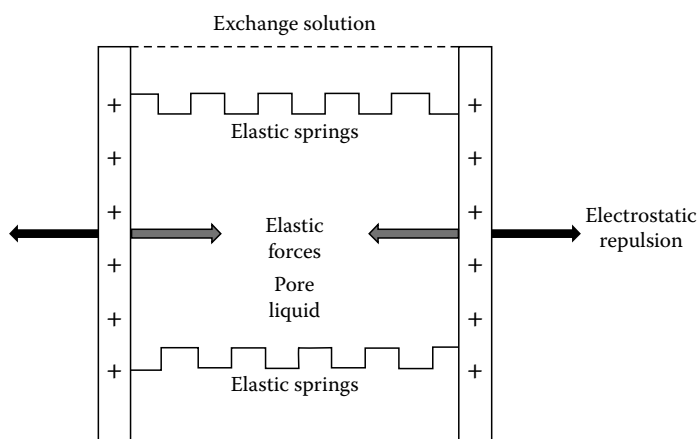 Exchange solution
+ +
Elastic springs
+ +
+ +
Elastic
forces
Electrostatic
repulsion
+ +
Pore
liquid
+ +
+ +
Elastic springs